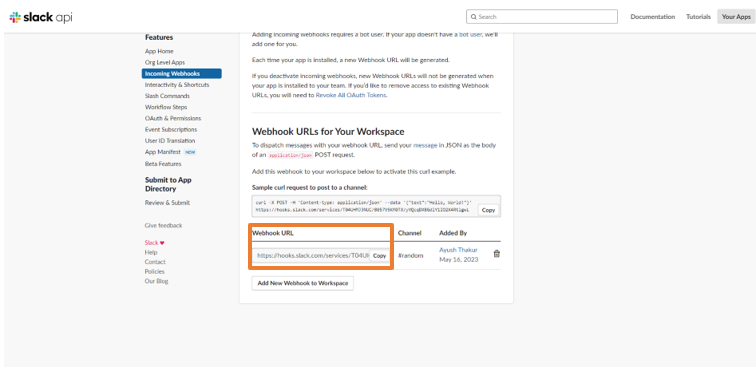 slack api
Search
Documentation
Tutorials
Your Apps
Features
App Home
Org Level Apps
Incoming Webhooks
Interactivity & Shortcuts
Slash Commands
Workflow Steps
OAuth & Permissions
Event Subscriptions
User ID Translation
App Manifest NEW
Beta Features
Submit to App
Directory
Review & Submit
Give feedback
Slack ♥
Help
Contact
Policies
Our Blog
Adding incoming webhooks requires a bot user. If your app doesn't have a bot user, we'll
add one for you.
Each time your app is installed, a new Webhook URL will be generated.
If you deactivate incoming webhooks, new Webhook URLs will not be generated when
your app is installed to your team. If you'd like to remove access to existing Webhook
URLs, you will need to Revoke All OAuth Tokens.
Webhook URLs for Your Workspace
To dispatch messages with your webhook URL, send your message in JSON as the body
of an application/json POST request.
Add this webhook to your workspace below to activate this curl example.
Sample curl request to post to a channel:
curl -X POST -H 'Content-type: application/json' --data '{"text":"Hello, World!"}'
https://hooks.slack.com/services/
Copy
Webhook URL
Channel
Added By
https://hooks.slack.com/services/T04UH
Copy
#random
Ayush Thakur
May 16, 2023
Add New Webhook to Workspace